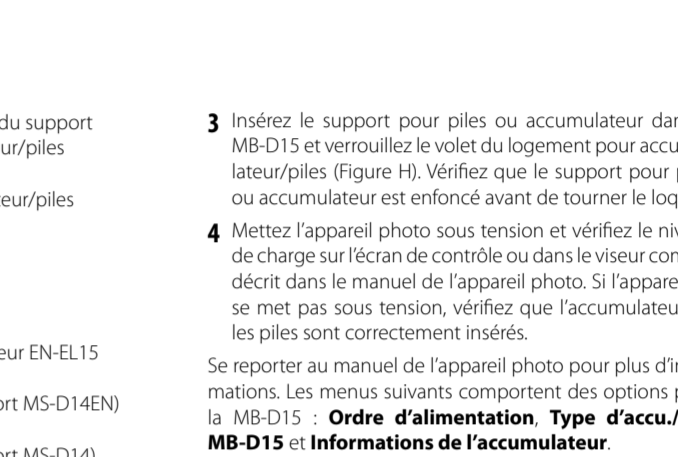 du support
ur/piles
eur/piles
eur EN-EL15
ort MS-D14EN)
ort MS-D14)
3 Insérez le support pour piles ou accumulateur dan
MB-D15 et verrouillez le volet du logement pour accu
lateur/piles (Figure H). Vérifiez que le support pour p
ou accumulateur est enfoncé avant de tourner le loq
4 Mettez l’appareil photo sous tension et vérifiez le niv
de charge sur l’écran de contrôle ou dans le viseur com
décrit dans le manuel de l’appareil photo. Si l’appare
se met pas sous tension, vérifiez que l’accumulateu
les piles sont correctement insérés.
Se reporter au manuel de l’appareil photo pour plus d’in
mations. Les menus suivants comportent des options p
la MB-D15 : Ordre d’alimentation, Type d’accu./
MB-D15 et Informations de l’accumulateur.